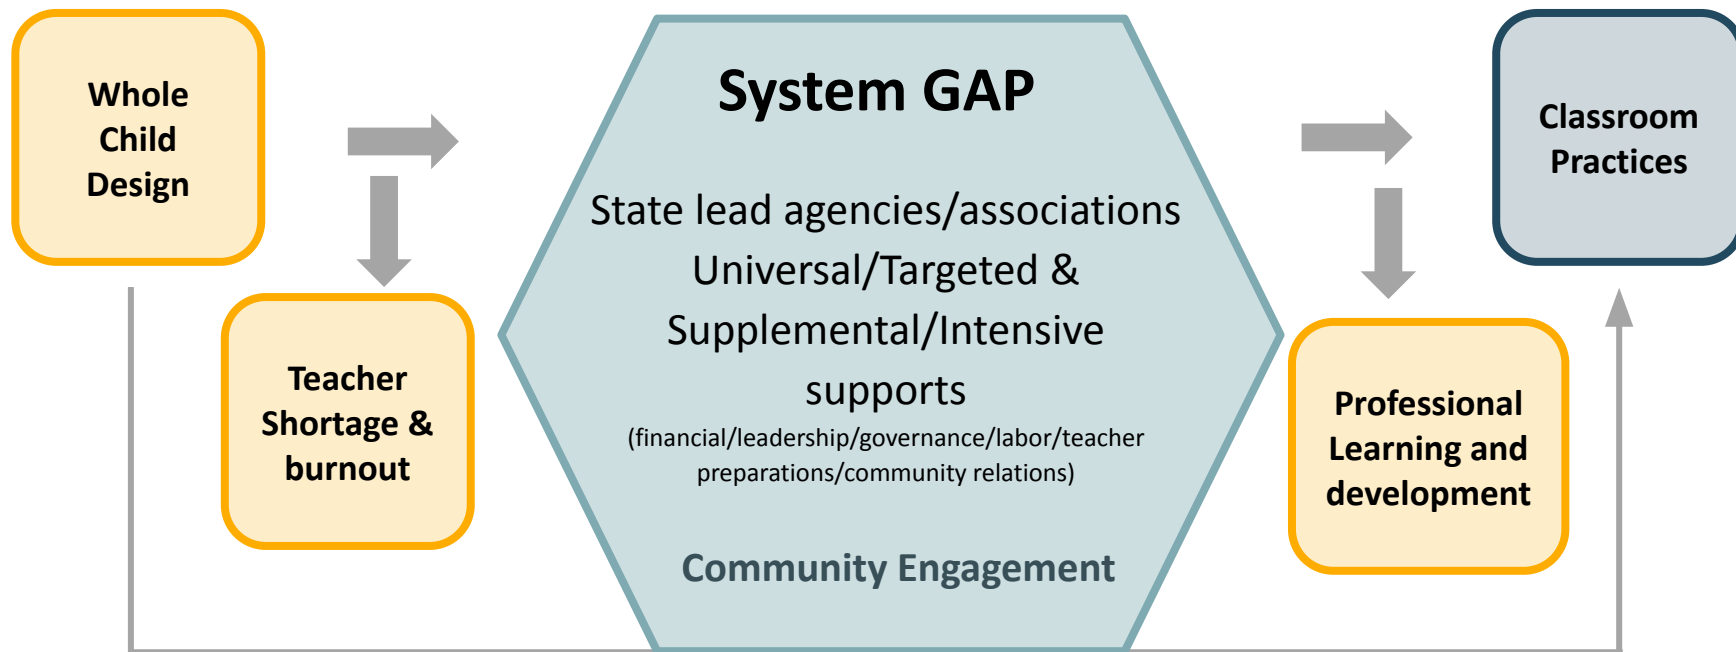 Whole
Child
Design
Teacher
Shortage &
burnout
System GAP
State lead agencies/associations
Universal/Targeted &
Supplemental/Intensive
supports
(financial/leadership/governance/labor/teacher
preparations/community relations)
Community Engagement
Professional
Learning and
development
Classroom
Practices